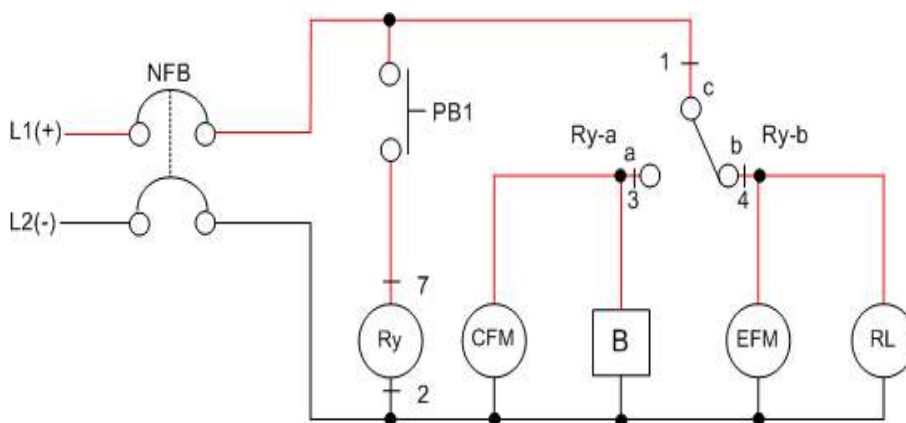 NFB
L1(+)
L2(-)
PB1
1
c
Ry-a
a
3
b
Ry-b
4
7
Ry
2
CFM
B
EFM
RL